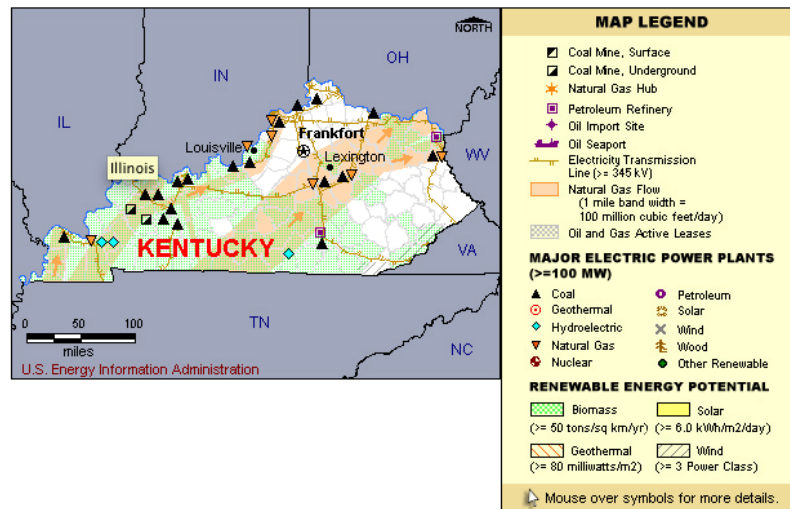 NORTH
IN
OH
IL
WV
VA
TN
NC
Louisville
Frankfort
Lexington
Illinois
KENTUCKY
0 50 100
miles
U.S. Energy Information Administration
MAP LEGEND
Coal Mine, Surface
Coal Mine, Underground
Natural Gas Hub
Petroleum Refinery
Oil Import Site
Oil Seaport
Electricity Transmission
Line (>= 345 kV)
Natural Gas Flow
(1 mile band width =
100 million cubic feet/day)
Oil and Gas Active Leases
MAJOR ELECTRIC POWER PLANTS
(>=100 MW)
Coal
Petroleum
Geothermal
Solar
Hydroelectric
Wind
Natural Gas
Wood
Nuclear
Other Renewable
RENEWABLE ENERGY POTENTIAL
Biomass
(>= 50 tons/sq km/yr)
Solar
(>= 6.0 kWh/m2/day)
Geothermal
(>= 80 milliwatts/m2)
Wind
(>= 3 Power Class)
Mouse over symbols for more details.